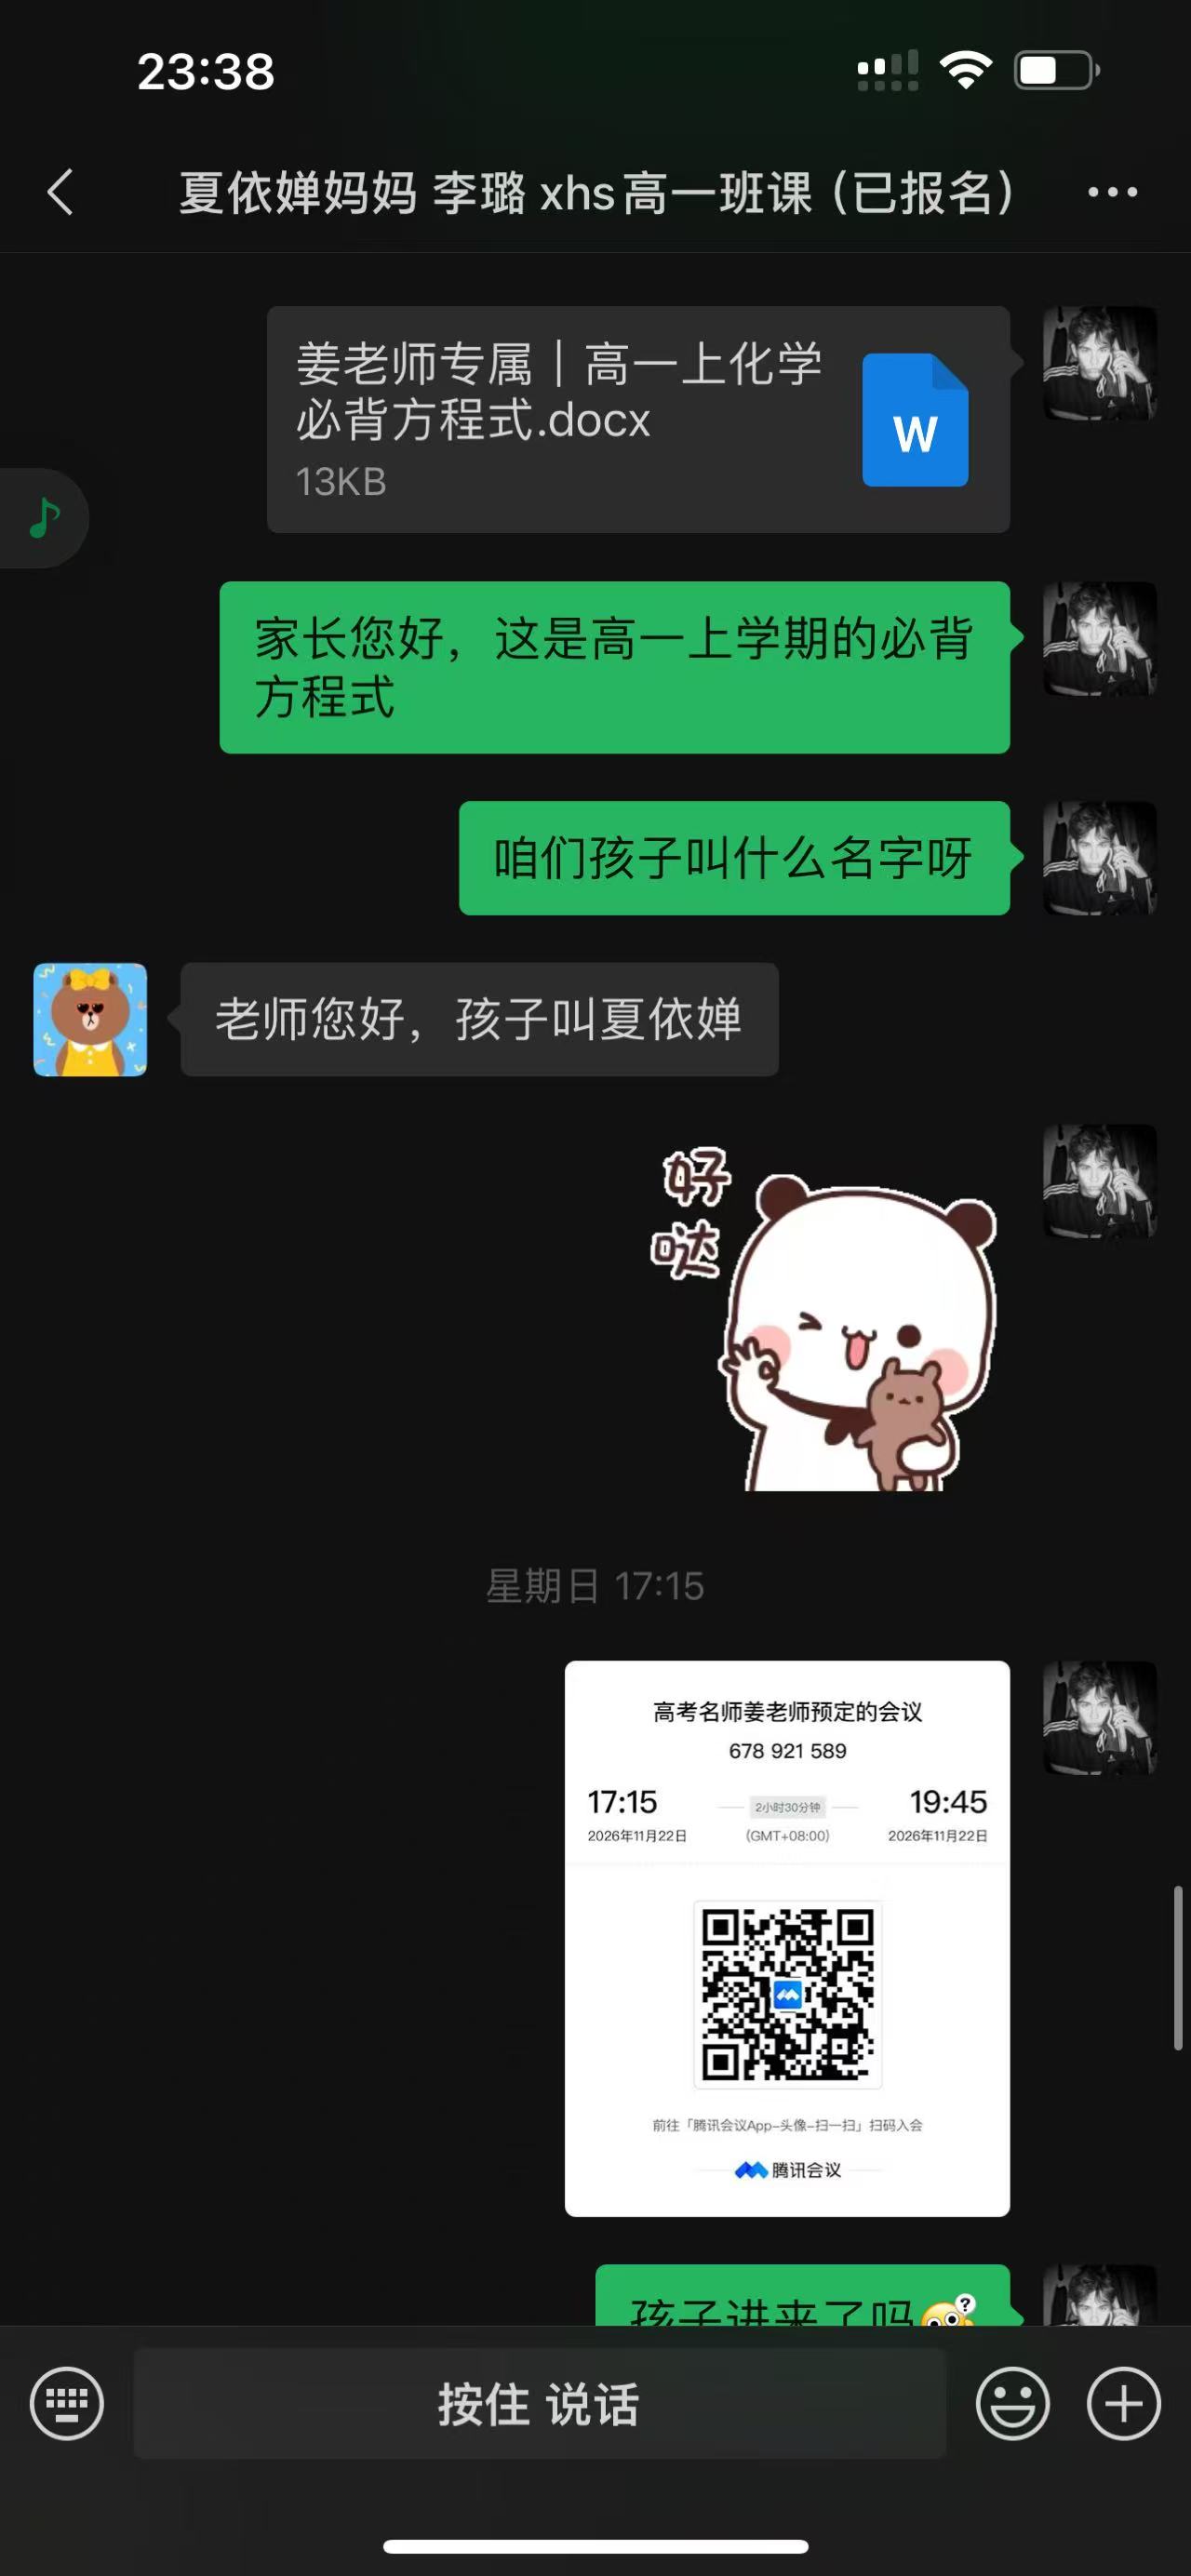 23:38
夏依婵妈妈 李璐 xhs高一班课（已报名）
姜老师专属｜高一上化学
必背方程式.docx
13KB
W
家长您好，这是高一上学期的必背
方程式
咱们孩子叫什么名字呀
老师您好，孩子叫夏依婵
好
哒
星期日 17:15
高考名师姜老师预定的会议
678 921 589
17:15 2小时30分钟 19:45
2026年11月22日 (GMT+08:00) 2026年11月22日
前往「腾讯会议App-头像-扫一扫」扫码入会
腾讯会议
孩子进来了吗
按住 说话